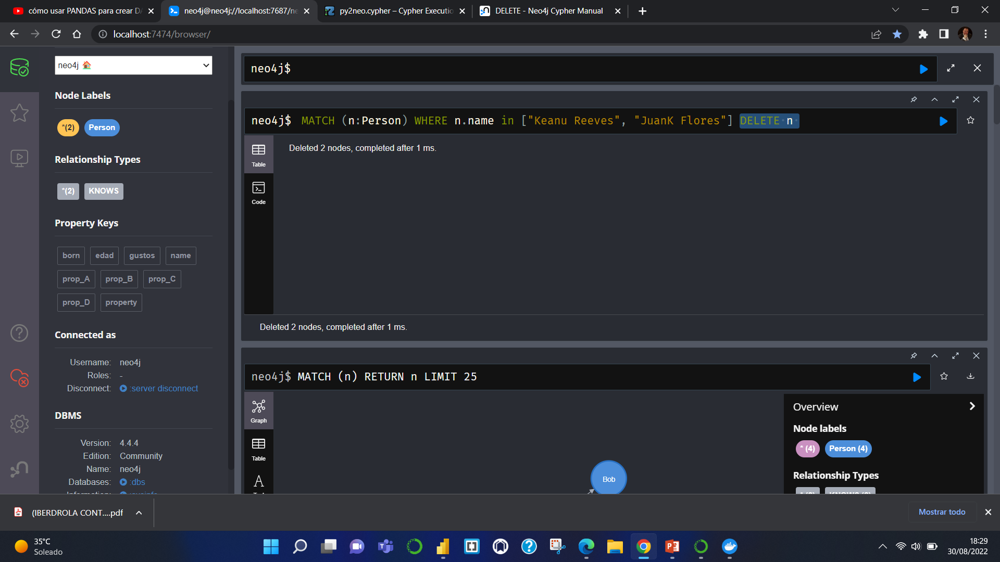 cómo usar PANDAS para crear DA
neo4j@neo4j://localhost:7687/ne
py2neo.cypher – Cypher Executio
DELETE - Neo4j Cypher Manual
localhost:7474/browser/
neo4j
Node Labels
*(2) Person
Relationship Types
*(2) KNOWS
Property Keys
born edad gustos name
prop_A prop_B prop_C
prop_D property
Connected as
Username: neo4j
Roles: -
Disconnect: :server disconnect
DBMS
Version: 4.4.4
Edition: Community
Name: neo4j
Databases: :dbs
neo4j$
neo4j$ MATCH (n:Person) WHERE n.name in ["Keanu Reeves", "JuanK Flores"] DELETE n
Table
Code
Deleted 2 nodes, completed after 1 ms.
Deleted 2 nodes, completed after 1 ms.
neo4j$ MATCH (n) RETURN n LIMIT 25
Graph
Table
A
Bob
Overview
Node labels
* (4) Person (4)
Relationship Types
(IBERDROLA CONT....pdf
Mostrar todo
35°C
Soleado
18:29
30/08/2022